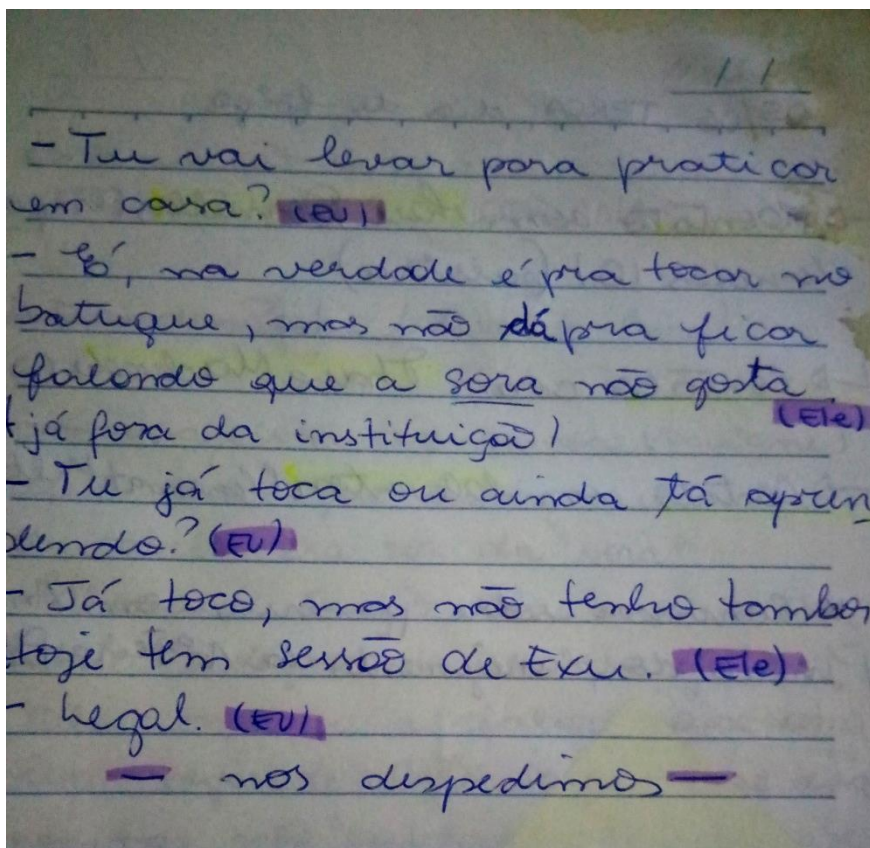 / /
- Tu vai levar para praticar
em casa? (EU)
- Só, na verdade é pra tocar no
batuque, mas não dá pra ficar
falando que a sora não gosta
(já fora da instituição) (Ele)
- Tu já toca ou ainda tá apren
dendo? (EU)
- Já toco, mas não tenho tambor
Hoje tem sessão de Exu. (Ele)
- Legal. (EU)
— nos despedimos —